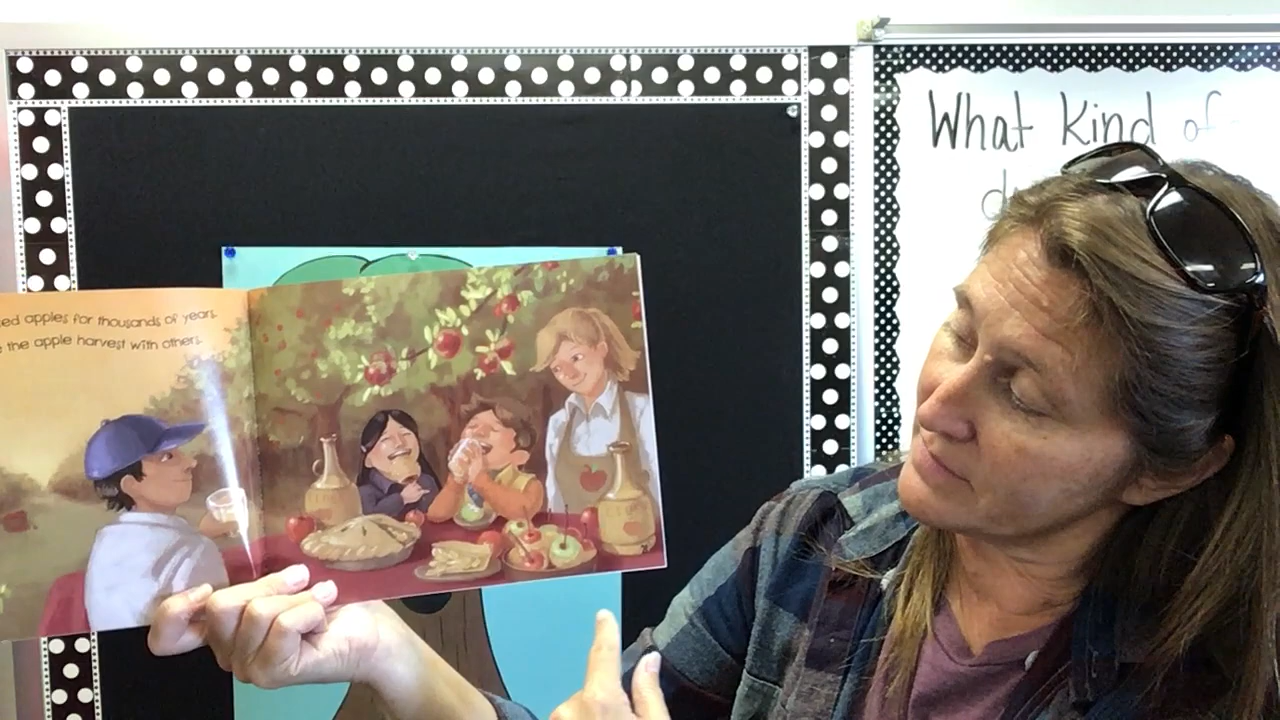 ed apples for thousands of years.
the apple harvest with others.
What Kind of